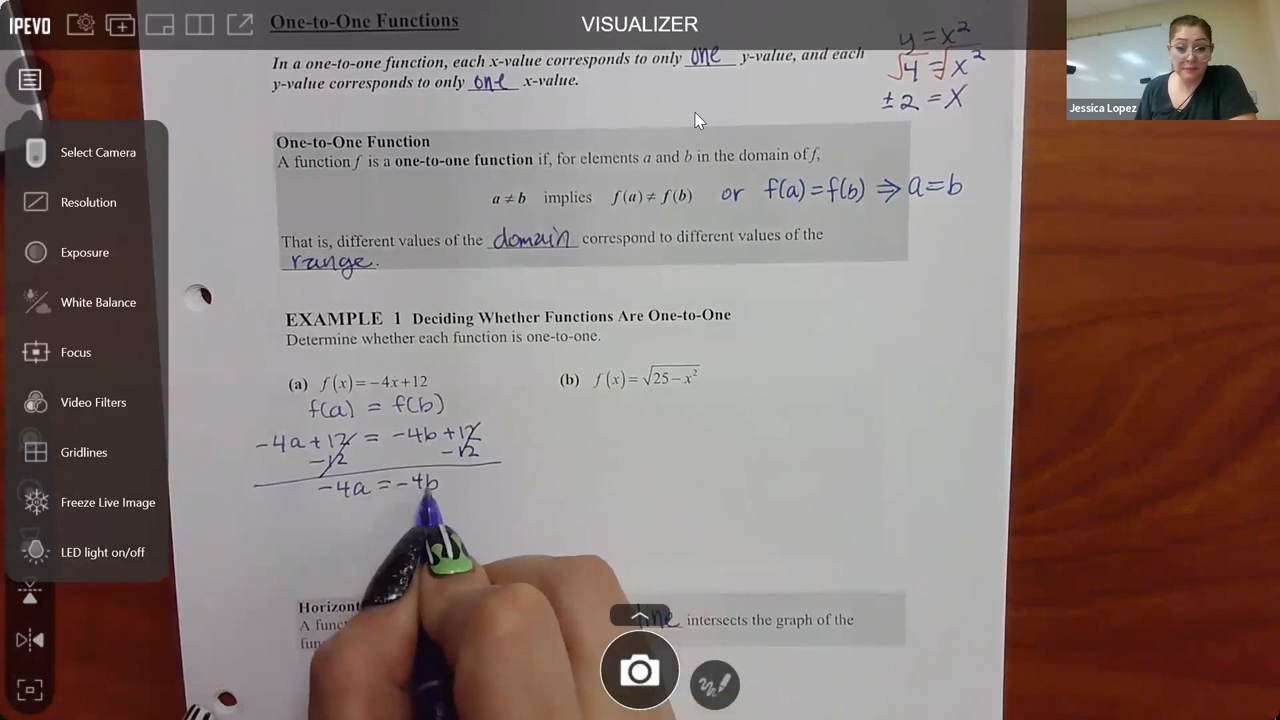 IPEVO
VISUALIZER
Select Camera
Resolution
Exposure
White Balance
Focus
Video Filters
Gridlines
Freeze Live Image
LED light on/off
Jessica Lopez
One-to-One Functions
In a one-to-one function, each x-value corresponds to only one y-value, and each
y-value corresponds to only one x-value.
y = x²
√4 = √x²
±2 = x
One-to-One Function
A function f is a one-to-one function if, for elements a and b in the domain of f,
a ≠ b implies f(a) ≠ f(b) or f(a) = f(b) ⇒ a = b
That is, different values of the domain correspond to different values of the
range.
EXAMPLE 1 Deciding Whether Functions Are One-to-One
Determine whether each function is one-to-one.
(a) f(x) = −4x + 12
f(a) = f(b)
-4a + 12 = -4b + 12
-12 -12
-4a = -4b
(b) f(x) = √25 − x²
Horizont
A func
line intersects the graph of the
fun